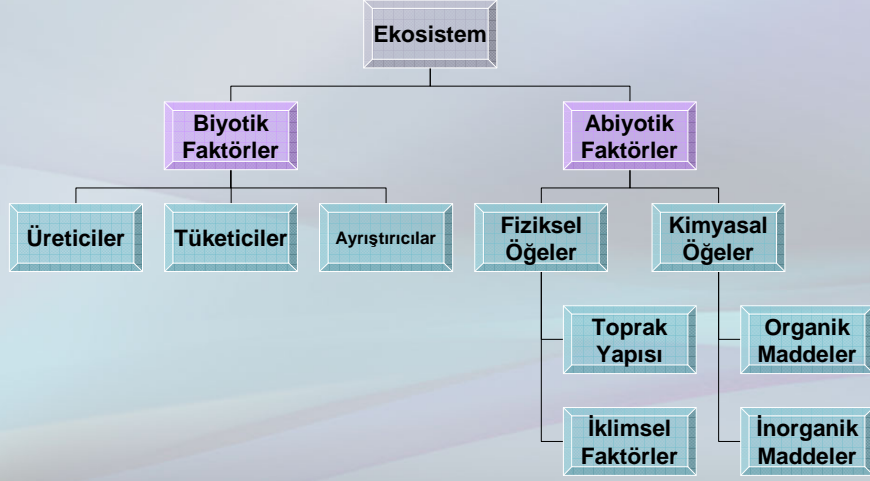 Ekosistem
Biyotik
Faktörler
Abiyotik
Faktörler
Üreticiler
Tüketiciler
Ayrıştırıcılar
Fiziksel
Öğeler
Kimyasal
Öğeler
Toprak
Yapısı
Organik
Maddeler
İklimsel
Faktörler
İnorganik
Maddeler